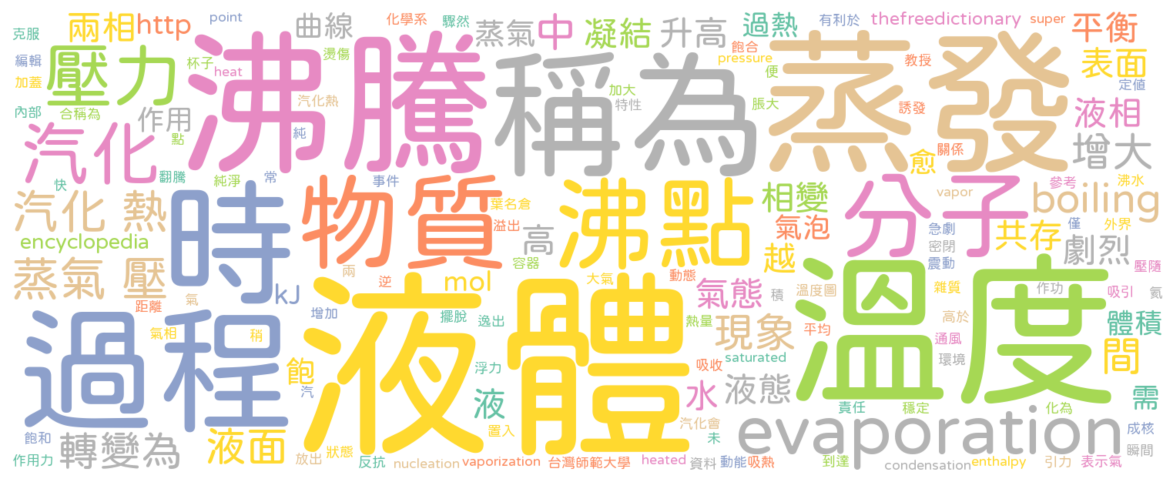 克服 兩相 http point 曲線 化學系 驟然 蒸氣 中 凝結 升高 過熱 有利於 thefreedictionary super 平衡
編輯 壓力 杯子 沸騰 燙傷 稱為 飽合 pressure 便 蒸發 教授 表面
加蓋 heat 汽化熱 加大 特性 脹大 誘發 定值
內部 合稱為 作用 點 純 液相
汽化 翻騰 愈 關係 增大
快 純淨 常 事件 相變 分子 參考 沸水
汽化 熱 時 物質 葉名倉 沸點 氣泡 vapor boiling
encyclopedia 溢出 高 越 急劇 共存 僅 外界
蒸氣 壓 容器 密閉 劇烈
距離 kJ 兩 逆 mol 大氣 動態 氣態 積 溫度圖 溫度 作功 雜質 震動 吸引 壓隨 氦
過程 氣相 氣 稍 增加 擺脫 液體 逸出 熱量 現象 平均 高於 通風 體積
飽 浮力 saturated 環境 間
汽 液 吸收 水 液態 需
飽和 轉變為 液面 置入 汽化會 未 evaporation 責任 穩定 化為 成核
作用力 放出 狀態 反抗 nucleation vaporization 台灣師範大學 heated 資料 動能 吸熱 condensation 到達 enthalpy 引力 表示氣 瞬間